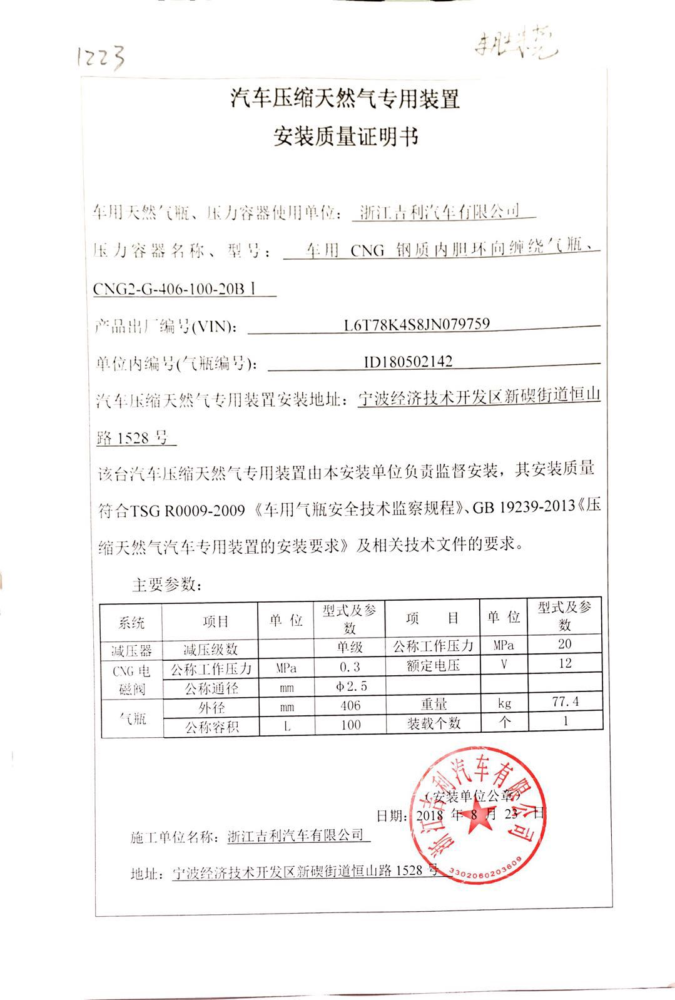 1223
汽车压缩天然气专用装置
安装质量证明书
车用天然气瓶、压力容器使用单位： 浙江吉利汽车有限公司
压力容器名称、型号： 车用 CNG 钢质内胆环向缠绕气瓶、
CNG2-G-406-100-20BⅠ
产品出厂编号(VIN)： L6T78K4S8JN079759
单位内编号(气瓶编号)： ID180502142
汽车压缩天然气专用装置安装地址：宁波经济技术开发区新碶街道恒山
路 1528 号
该台汽车压缩天然气专用装置由本安装单位负责监督安装，其安装质量
符合TSG R0009-2009《车用气瓶安全技术监察规程》、GB 19239-2013《压
缩天然气汽车专用装置的安装要求》及相关技术文件的要求。
主要参数：
系统 项目 单 位 型式及参数 项 目 单 位 型式及参数
减压器 减压级数 单级 公称工作压力 MPa 20
CNG 电磁阀 公称工作压力 MPa 0.3 额定电压 V 12
公称通径 mm φ2.5
气瓶 外径 mm 406 重量 kg 77.4
公称容积 L 100 装载个数 个 1
浙江吉利汽车有限公司
（安装单位公章）
日期：2018 年 8 月 23 日
施工单位名称：浙江吉利汽车有限公司
地址：宁波经济技术开发区新碶街道恒山路 1528 号
3302060203609